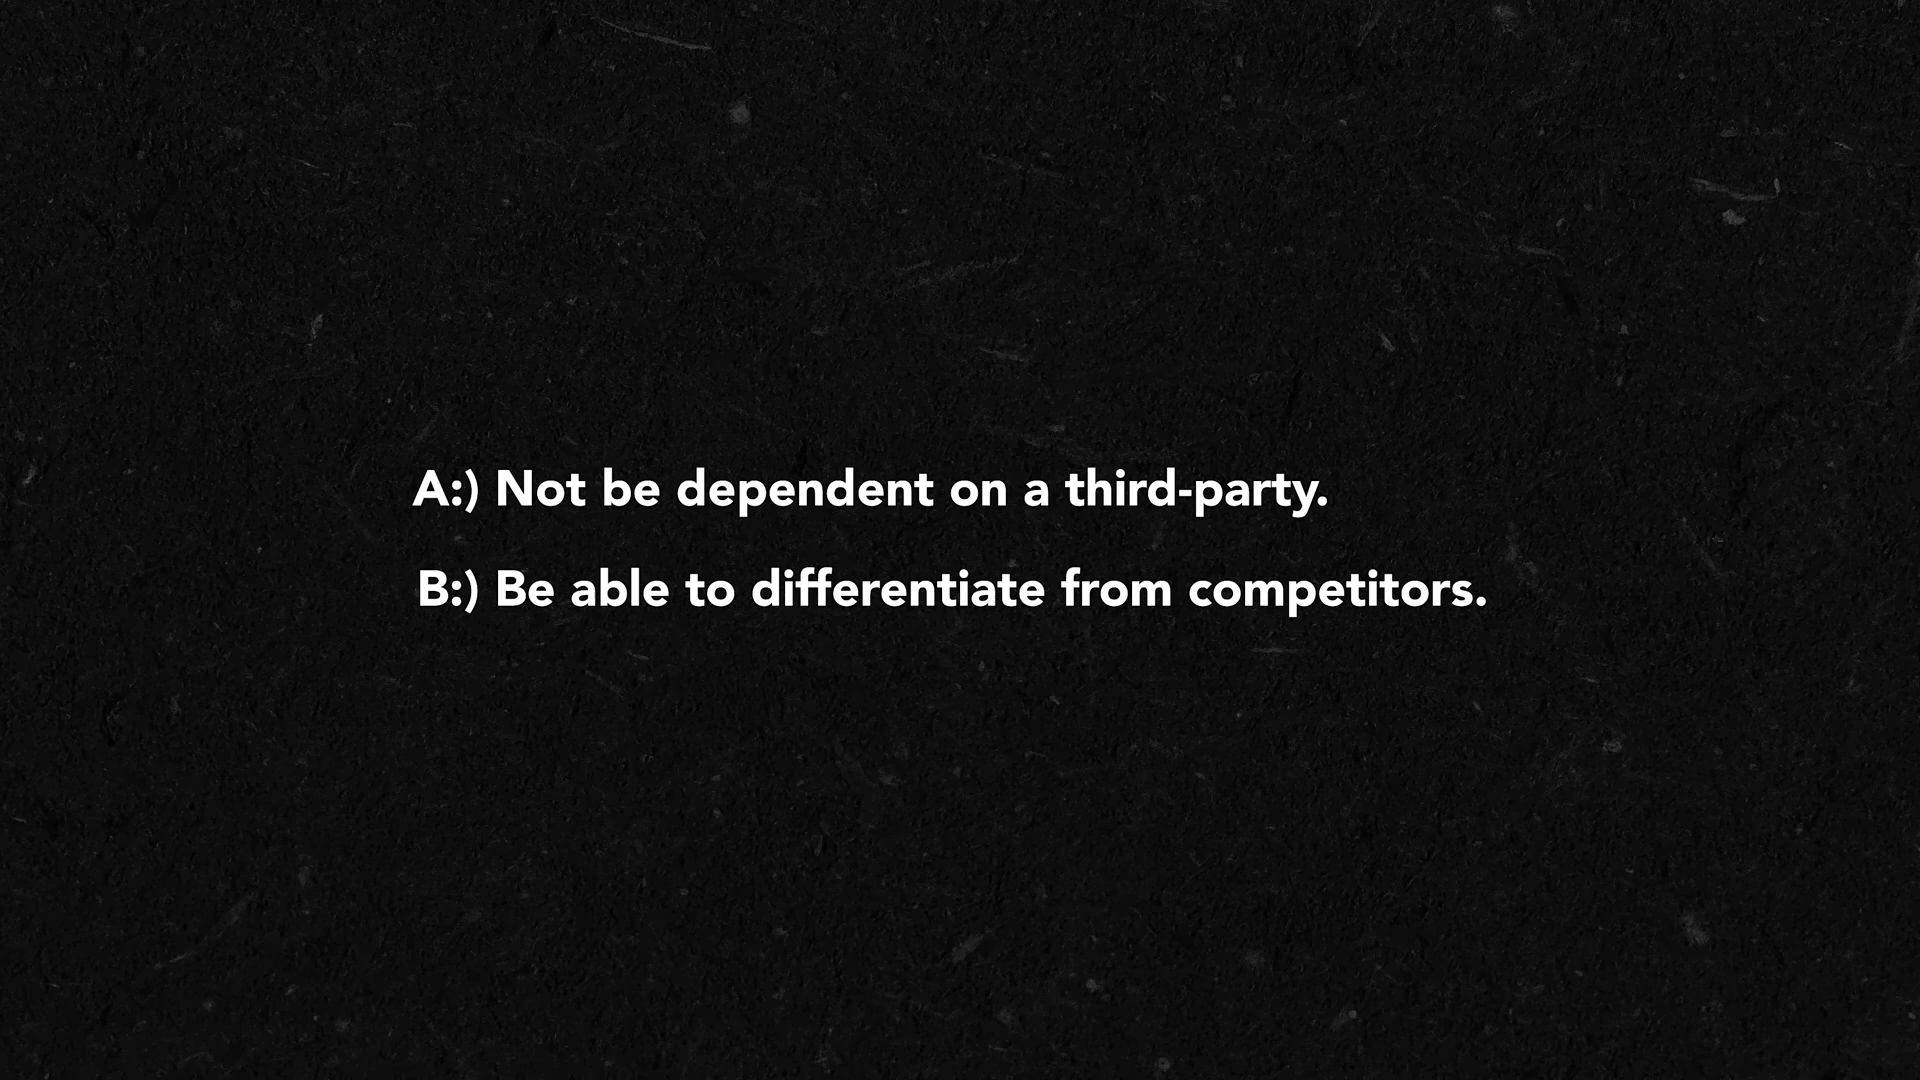 A:) Not be dependent on a third-party.
B:) Be able to differentiate from competitors.